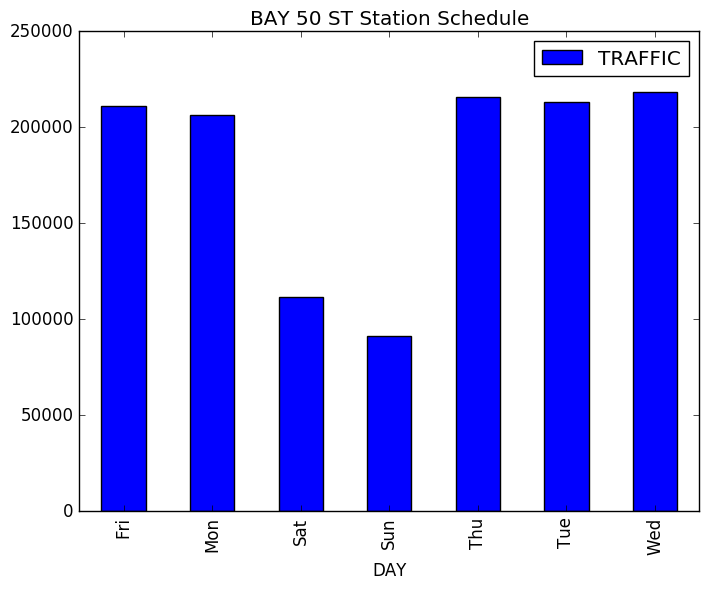 BAY 50 ST Station Schedule
TRAFFIC
250000
200000
150000
100000
50000
0
Fri Mon Sat Sun Thu Tue Wed
DAY